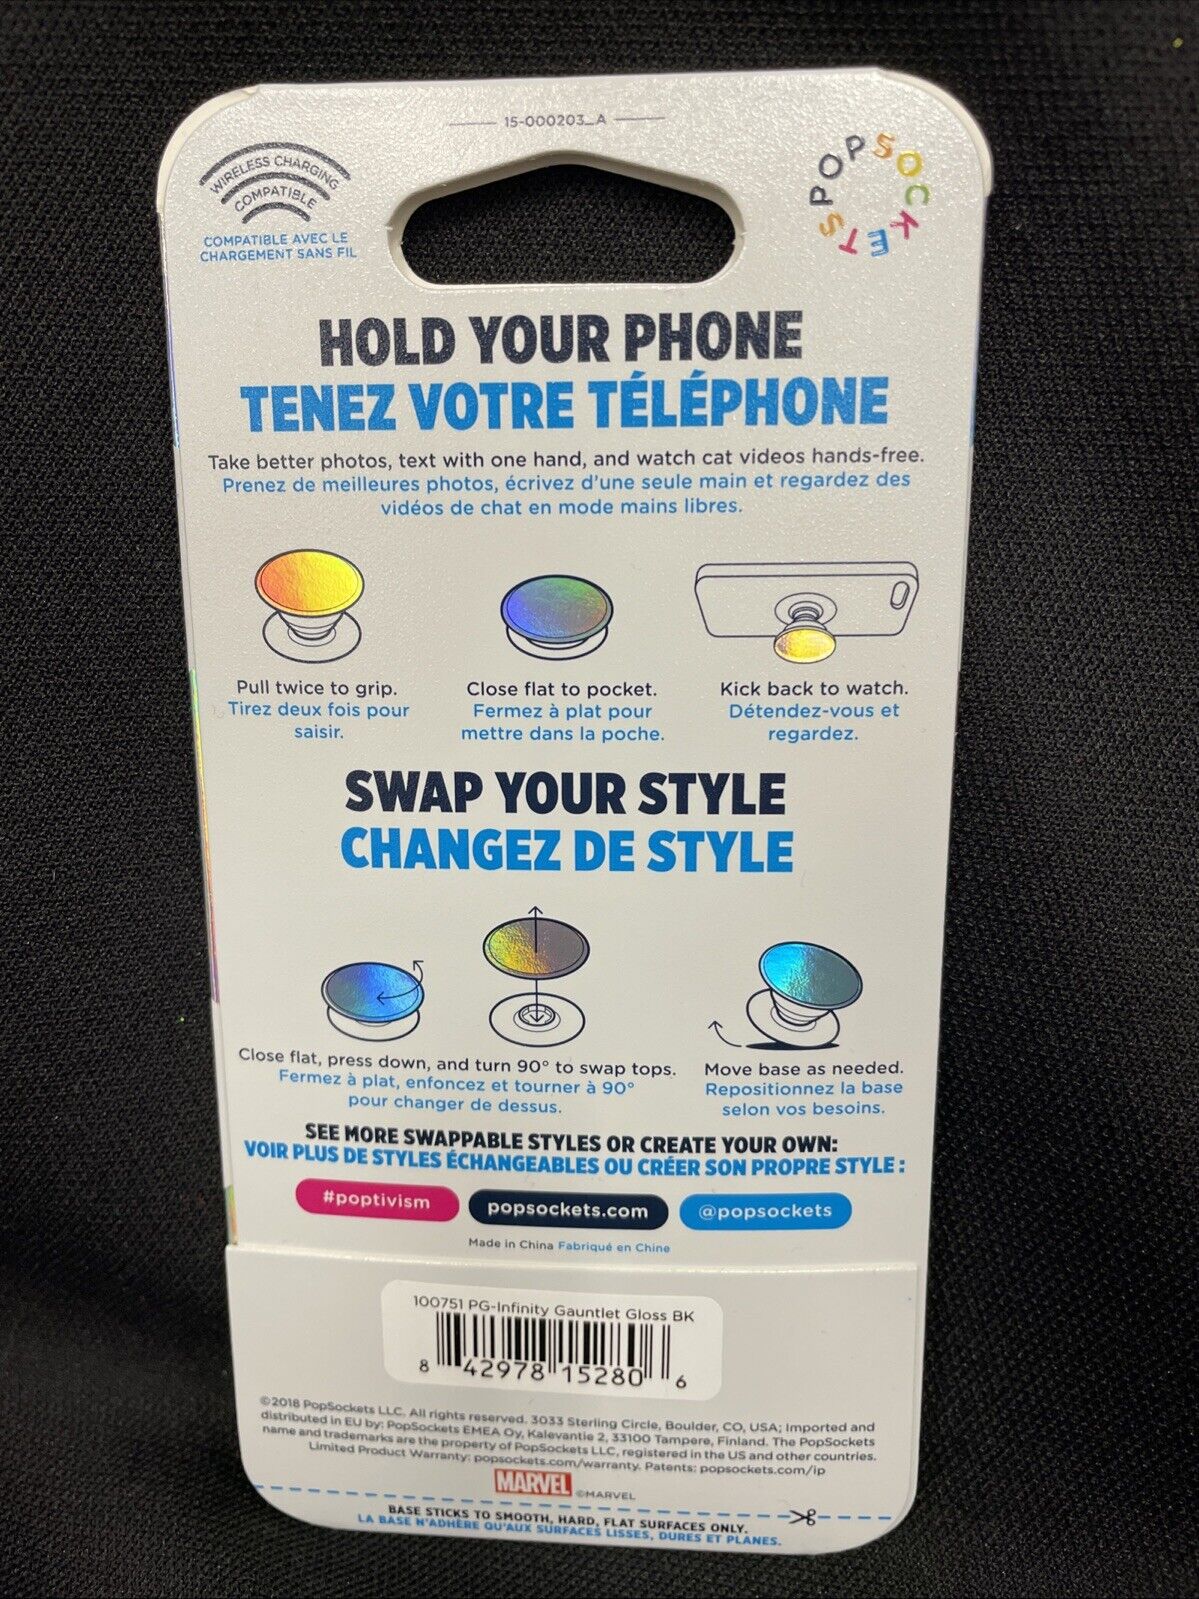 15-000203_A
WIRELESS CHARGING
COMPATIBLE
COMPATIBLE AVEC LE
CHARGEMENT SANS FIL
POPSOCKETS
HOLD YOUR PHONE
TENEZ VOTRE TÉLÉPHONE
Take better photos, text with one hand, and watch cat videos hands-free.
Prenez de meilleures photos, écrivez d'une seule main et regardez des
vidéos de chat en mode mains libres.
Pull twice to grip.
Tirez deux fois pour
saisir.
Close flat to pocket.
Fermez à plat pour
mettre dans la poche.
Kick back to watch.
Détendez-vous et
regardez.
SWAP YOUR STYLE
CHANGEZ DE STYLE
Close flat, press down, and turn 90° to swap tops.
Fermez à plat, enfoncez et tourner à 90°
pour changer de dessus.
Move base as needed.
Repositionnez la base
selon vos besoins.
SEE MORE SWAPPABLE STYLES OR CREATE YOUR OWN:
VOIR PLUS DE STYLES ÉCHANGEABLES OU CRÉER SON PROPRE STYLE :
#poptivism
popsockets.com
@popsockets
Made in China Fabriqué en Chine
100751 PG-Infinity Gauntlet Gloss BK
8 42978 15280 6
©2018 PopSockets LLC. All rights reserved. 3033 Sterling Circle, Boulder, CO, USA; Imported and
distributed in EU by: PopSockets EMEA Oy, Kalevantie 2, 33100 Tampere, Finland. The PopSockets
name and trademarks are the property of PopSockets LLC, registered in the US and other countries.
Limited Product Warranty: popsockets.com/warranty. Patents: popsockets.com/ip
MARVEL ©MARVEL
BASE STICKS TO SMOOTH, HARD, FLAT SURFACES ONLY.
LA BASE N'ADHÈRE QU'AUX SURFACES LISSES, DURES ET PLANES.